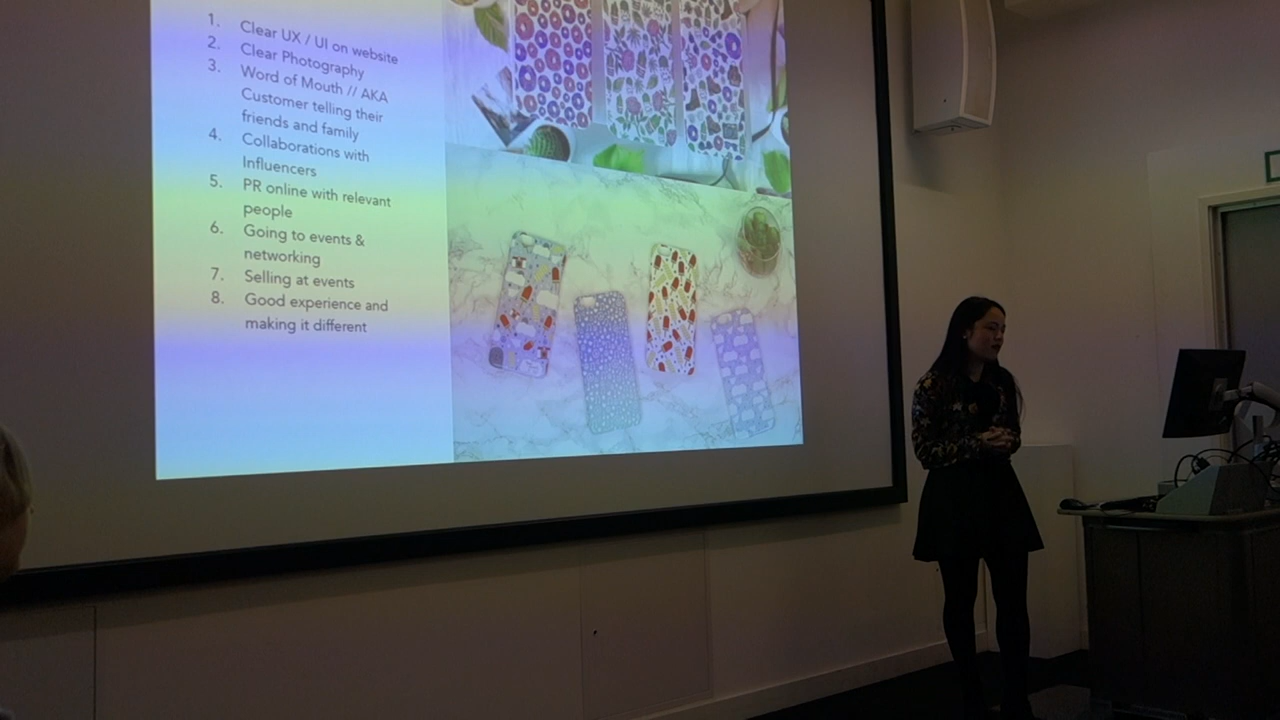 1. Clear UX / UI on website
2. Clear Photography
3. Word of Mouth // AKA
Customer telling their
friends and family
4. Collaborations with
Influencers
5. PR online with relevant
people
6. Going to events &
networking
7. Selling at events
8. Good experience and
making it different